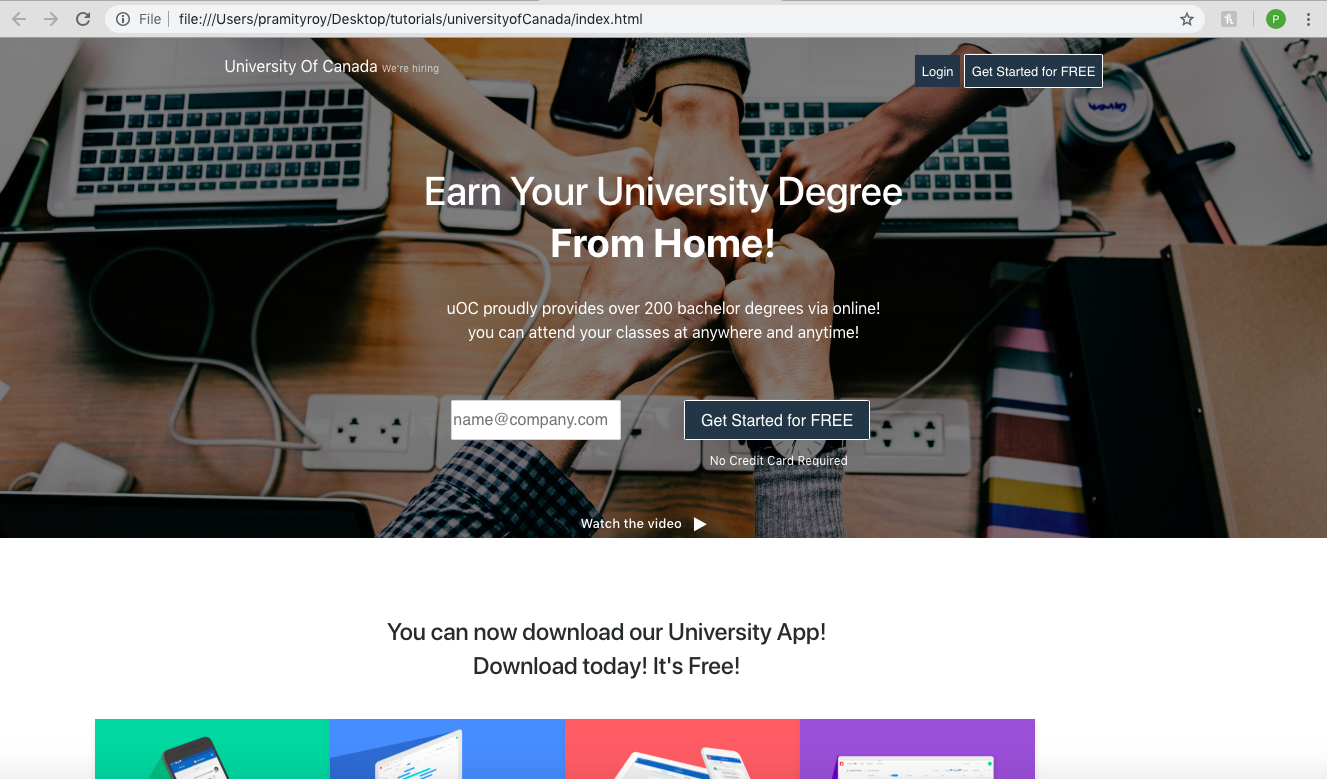 File file:///Users/pramityroy/Desktop/tutorials/universityofCanada/index.html
P
University Of Canada We're hiring
Login
Get Started for FREE
Earn Your University Degree
From Home!
uOC proudly provides over 200 bachelor degrees via online!
you can attend your classes at anywhere and anytime!
name@company.com
Get Started for FREE
No Credit Card Required
Watch the video
You can now download our University App!
Download today! It's Free!